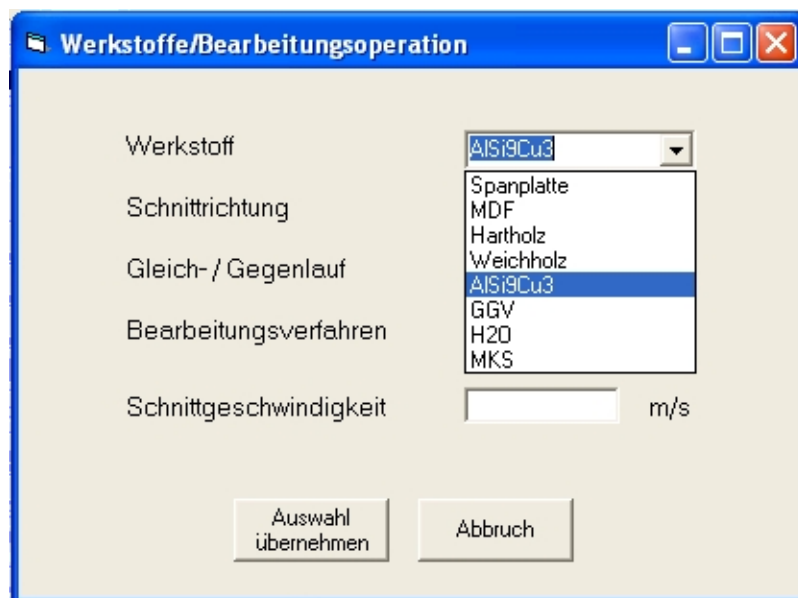 Werkstoffe/Bearbeitungsoperation
Werkstoff
AlSi9Cu3
Spanplatte
MDF
Hartholz
Weichholz
AlSi9Cu3
GGV
H2O
MKS
Schnittrichtung
Gleich- / Gegenlauf
Bearbeitungsverfahren
Schnittgeschwindigkeit
m/s
Auswahl
übernehmen
Abbruch